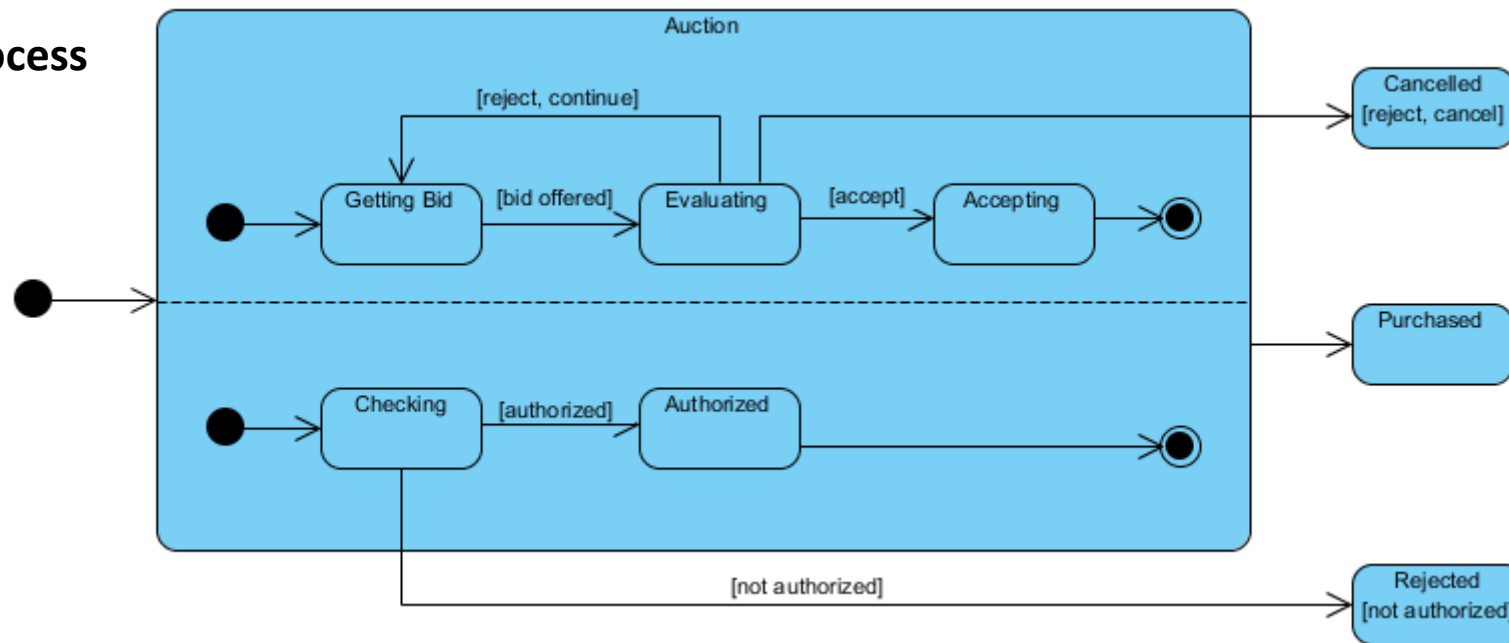 ocess
Auction
[reject, continue]
Cancelled
[reject, cancel]
Getting Bid
[bid offered]
Evaluating
[accept]
Accepting
Purchased
Checking
[authorized]
Authorized
[not authorized]
Rejected
[not authorized]